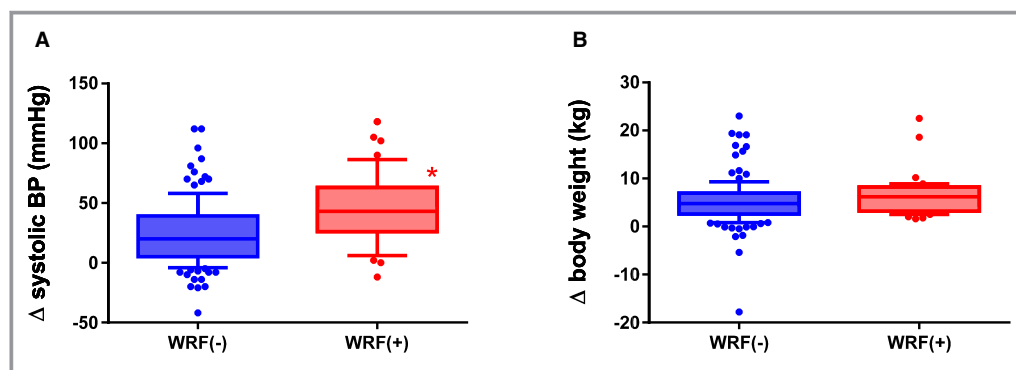 A
Δ systolic BP (mmHg)
150
100
50
0
-50
WRF(-)
WRF(+)
*
B
Δ body weight (kg)
30
20
10
0
-10
-20
WRF(-)
WRF(+)